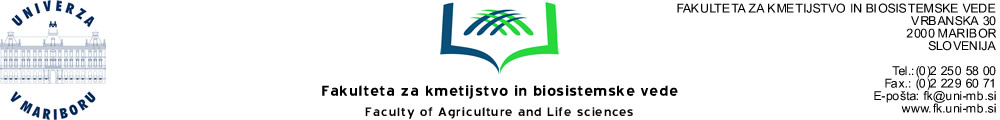 UNIVERZA
V MARIBORU
Fakulteta za kmetijstvo in biosistemske vede
Faculty of Agriculture and Life sciences
FAKULTETA ZA KMETIJSTVO IN BIOSISTEMSKE VEDE
VRBANSKA 30
2000 MARIBOR
SLOVENIJA
Tel.:(0)2 250 58 00
Fax.: (0)2 229 60 71
E-pošta: fk@uni-mb.si
www.fk.uni-mb.si